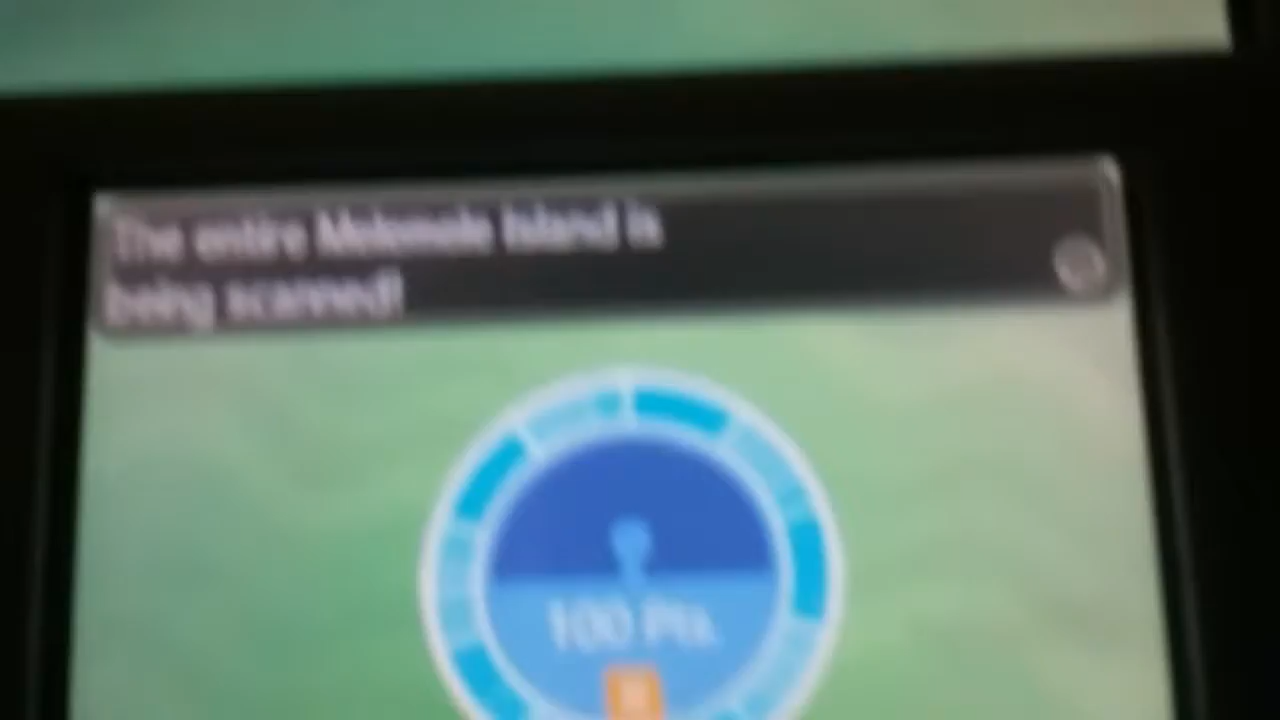 The entire Melemele Island is
being scanned!
100 Pts.